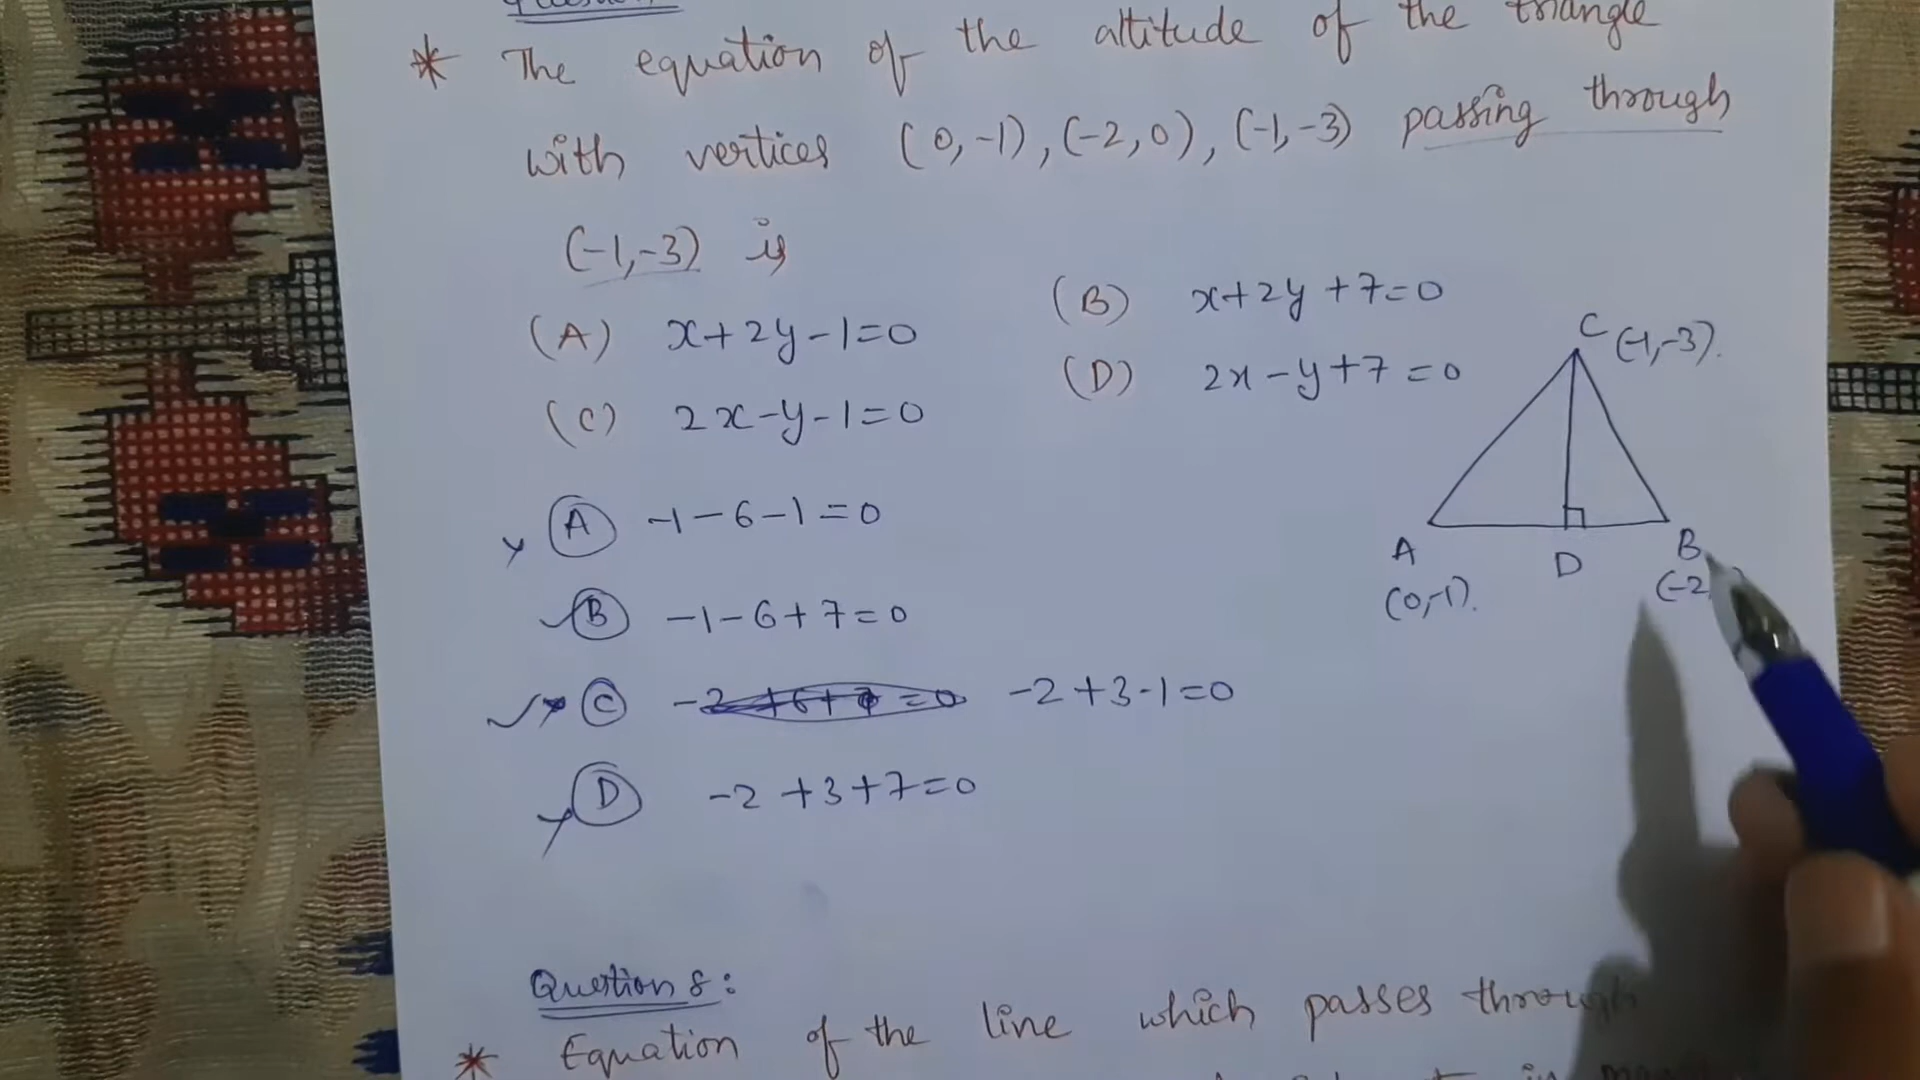 * The equation of the altitude of the triangle
with vertices (0,-1), (-2,0), (-1,-3) passing through
(-1,-3) is
(A) x+2y-1=0
(B) x+2y+7=0
(C) 2x-y-1=0
(D) 2x-y+7=0
C (-1,-3).
A
D
B
(0,-1).
(-2
A -1-6-1=0
B -1-6+7=0
C -2+3-1=0
D -2+3+7=0
Question 8:
* Equation of the line which passes through